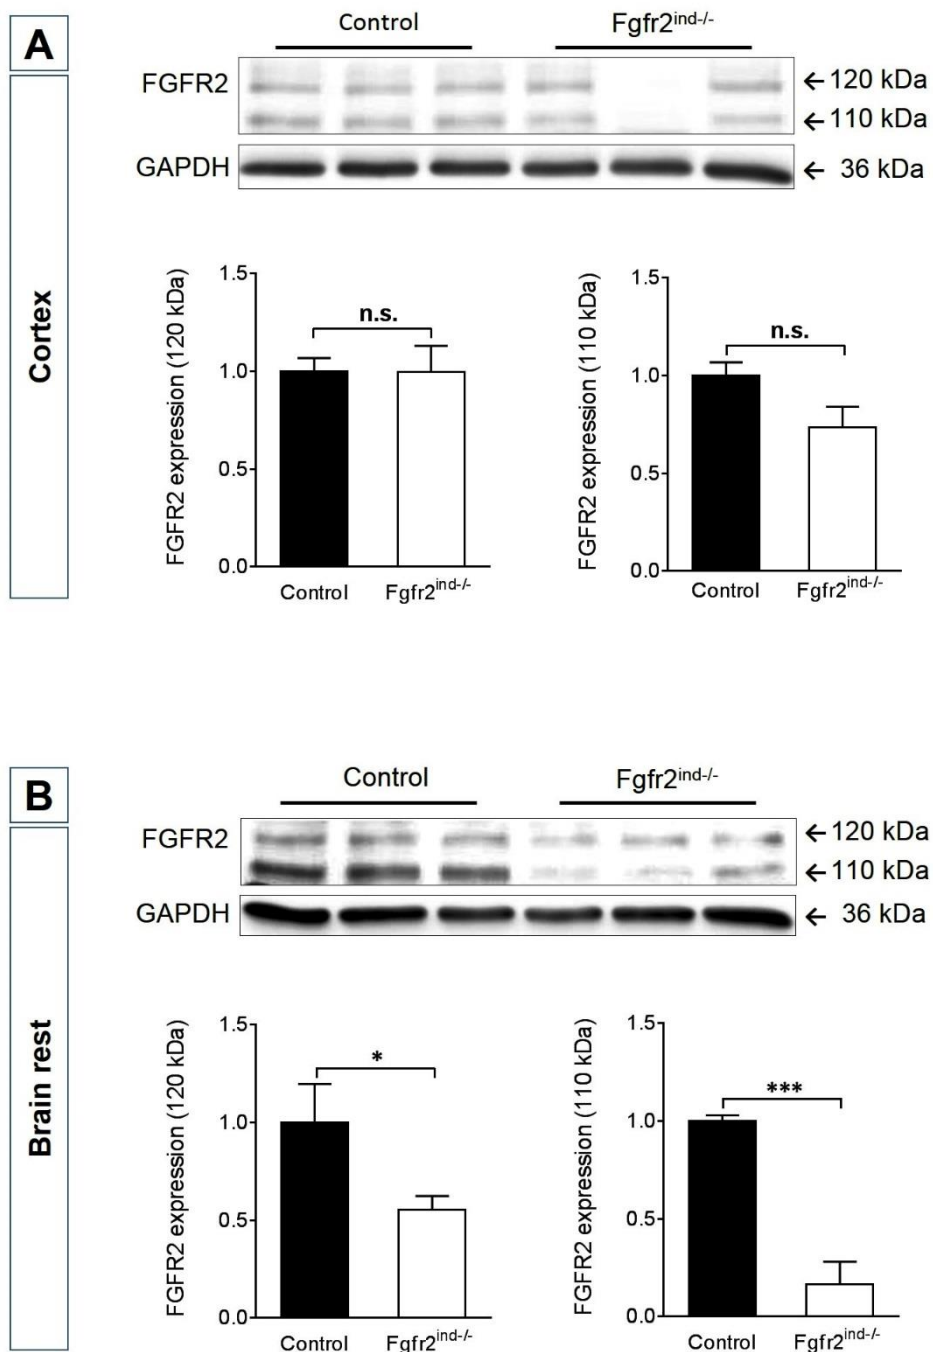 A
Cortex
Control Fgfr2ind-/-
FGFR2 ←120 kDa
←110 kDa
GAPDH ← 36 kDa
FGFR2 expression (120 kDa)
1.5
1.0
0.5
0.0
n.s.
Control Fgfr2ind-/-
FGFR2 expression (110 kDa)
1.5
1.0
0.5
0.0
n.s.
Control Fgfr2ind-/-
B
Brain rest
Control Fgfr2ind-/-
FGFR2 ←120 kDa
←110 kDa
GAPDH ← 36 kDa
FGFR2 expression (120 kDa)
1.5
1.0
0.5
0.0
*
Control Fgfr2ind-/-
FGFR2 expression (110 kDa)
1.5
1.0
0.5
0.0
***
Control Fgfr2ind-/-